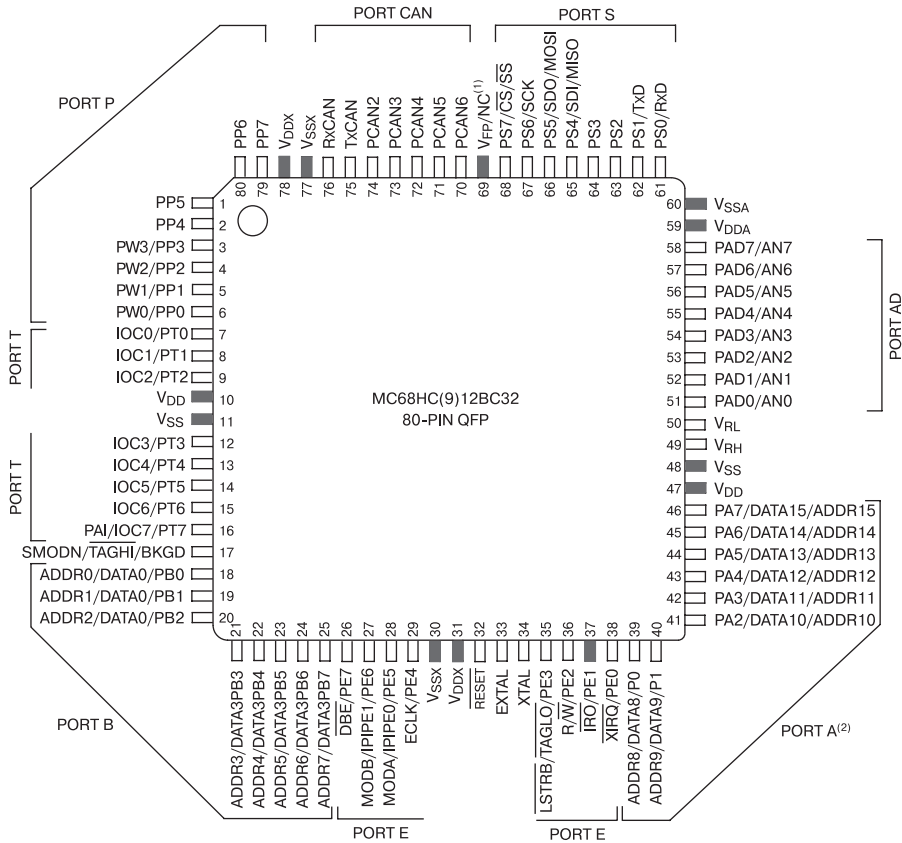 PORT CAN
PORT S
PORT P
PP6
PP7
VDDX
VSSX
RxCAN
TxCAN
PCAN2
PCAN3
PCAN4
PCAN5
PCAN6
VFP/NC(1)
PS7/CS/SS
PS6/SCK
PS5/SDO/MOSI
PS4/SDI/MISO
PS3
PS2
PS1/TxD
PS0/RxD
80
79
78
77
76
75
74
73
72
71
70
69
68
67
66
65
64
63
62
61
PP5 1
PP4 2
PW3/PP3 3
PW2/PP2 4
PW1/PP1 5
PW0/PP0 6
PORT T
IOC0/PT0 7
IOC1/PT1 8
IOC2/PT2 9
VDD 10
VSS 11
PORT T
IOC3/PT3 12
IOC4/PT4 13
IOC5/PT5 14
IOC6/PT6 15
PAI/IOC7/PT7 16
SMODN/TAGHI/BKGD 17
ADDR0/DATA0/PB0 18
ADDR1/DATA0/PB1 19
ADDR2/DATA0/PB2 20
MC68HC(9)12BC32
80-PIN QFP
60 VSSA
59 VDDA
58 PAD7/AN7
57 PAD6/AN6
56 PAD5/AN5
55 PAD4/AN4
54 PAD3/AN3
53 PAD2/AN2
52 PAD1/AN1
51 PAD0/AN0
PORT AD
50 VRL
49 VRH
48 VSS
47 VDD
46 PA7/DATA15/ADDR15
45 PA6/DATA14/ADDR14
44 PA5/DATA13/ADDR13
43 PA4/DATA12/ADDR12
42 PA3/DATA11/ADDR11
41 PA2/DATA10/ADDR10
21
22
23
24
25
26
27
28
29
30
31
32
33
34
35
36
37
38
39
40
ADDR3/DATA3PB3
ADDR4/DATA3PB4
ADDR5/DATA3PB5
ADDR6/DATA3PB6
ADDR7/DATA3PB7
DBE/PE7
MODB/IPIPE1/PE6
MODA/IPIPE0/PE5
ECLK/PE4
VSSX
VDDX
RESET
EXTAL
XTAL
LSTRB/TAGLO/PE3
R/W/PE2
IRO/PE1
XIRQ/PE0
ADDR8/DATA8/P0
ADDR9/DATA9/P1
PORT B
PORT A(2)
PORT E
PORT E